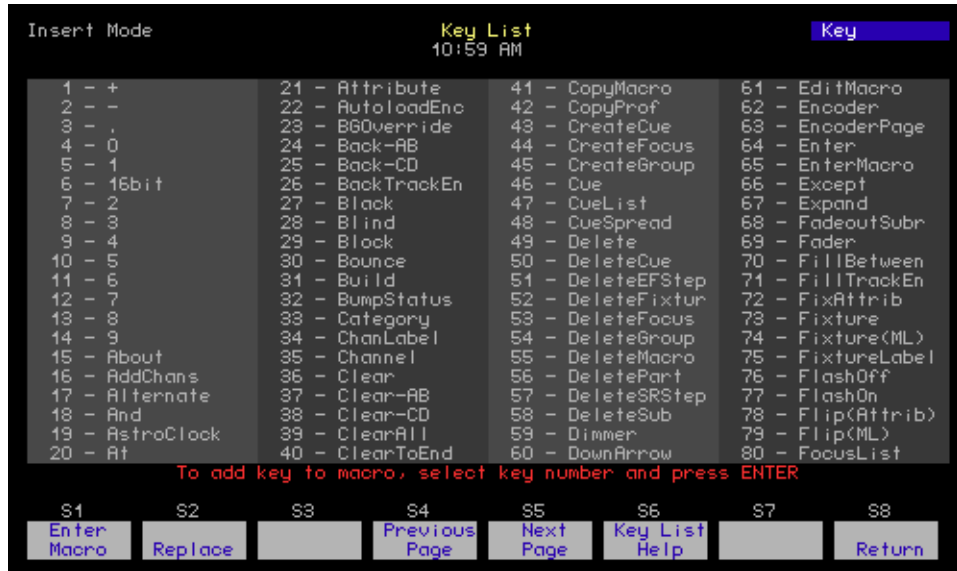 Insert Mode Key List Key
10:59 AM
1 - + 21 - Attribute 41 - CopyMacro 61 - EditMacro
2 - - 22 - AutoloadEnc 42 - CopyProf 62 - Encoder
3 - . 23 - BGOverride 43 - CreateCue 63 - EncoderPage
4 - 0 24 - Back-AB 44 - CreateFocus 64 - Enter
5 - 1 25 - Back-CD 45 - CreateGroup 65 - EnterMacro
6 - 16bit 26 - BackTrackEn 46 - Cue 66 - Except
7 - 2 27 - Black 47 - CueList 67 - Expand
8 - 3 28 - Blind 48 - CueSpread 68 - FadeoutSubr
9 - 4 29 - Block 49 - Delete 69 - Fader
10 - 5 30 - Bounce 50 - DeleteCue 70 - FillBetween
11 - 6 31 - Build 51 - DeleteEFStep 71 - FillTrackEn
12 - 7 32 - BumpStatus 52 - DeleteFixtur 72 - FixAttrib
13 - 8 33 - Category 53 - DeleteFocus 73 - Fixture
14 - 9 34 - ChanLabel 54 - DeleteGroup 74 - Fixture(ML)
15 - About 35 - Channel 55 - DeleteMacro 75 - FixtureLabel
16 - AddChans 36 - Clear 56 - DeletePart 76 - FlashOff
17 - Alternate 37 - Clear-AB 57 - DeleteSRStep 77 - FlashOn
18 - And 38 - Clear-CD 58 - DeleteSub 78 - Flip(Attrib)
19 - AstroClock 39 - ClearAll 59 - Dimmer 79 - Flip(ML)
20 - At 40 - ClearToEnd 60 - DownArrow 80 - FocusList
To add key to macro, select key number and press ENTER
S1 S2 S3 S4 S5 S6 S7 S8
Enter Previous Next Key List
Macro Replace Page Page Help Return